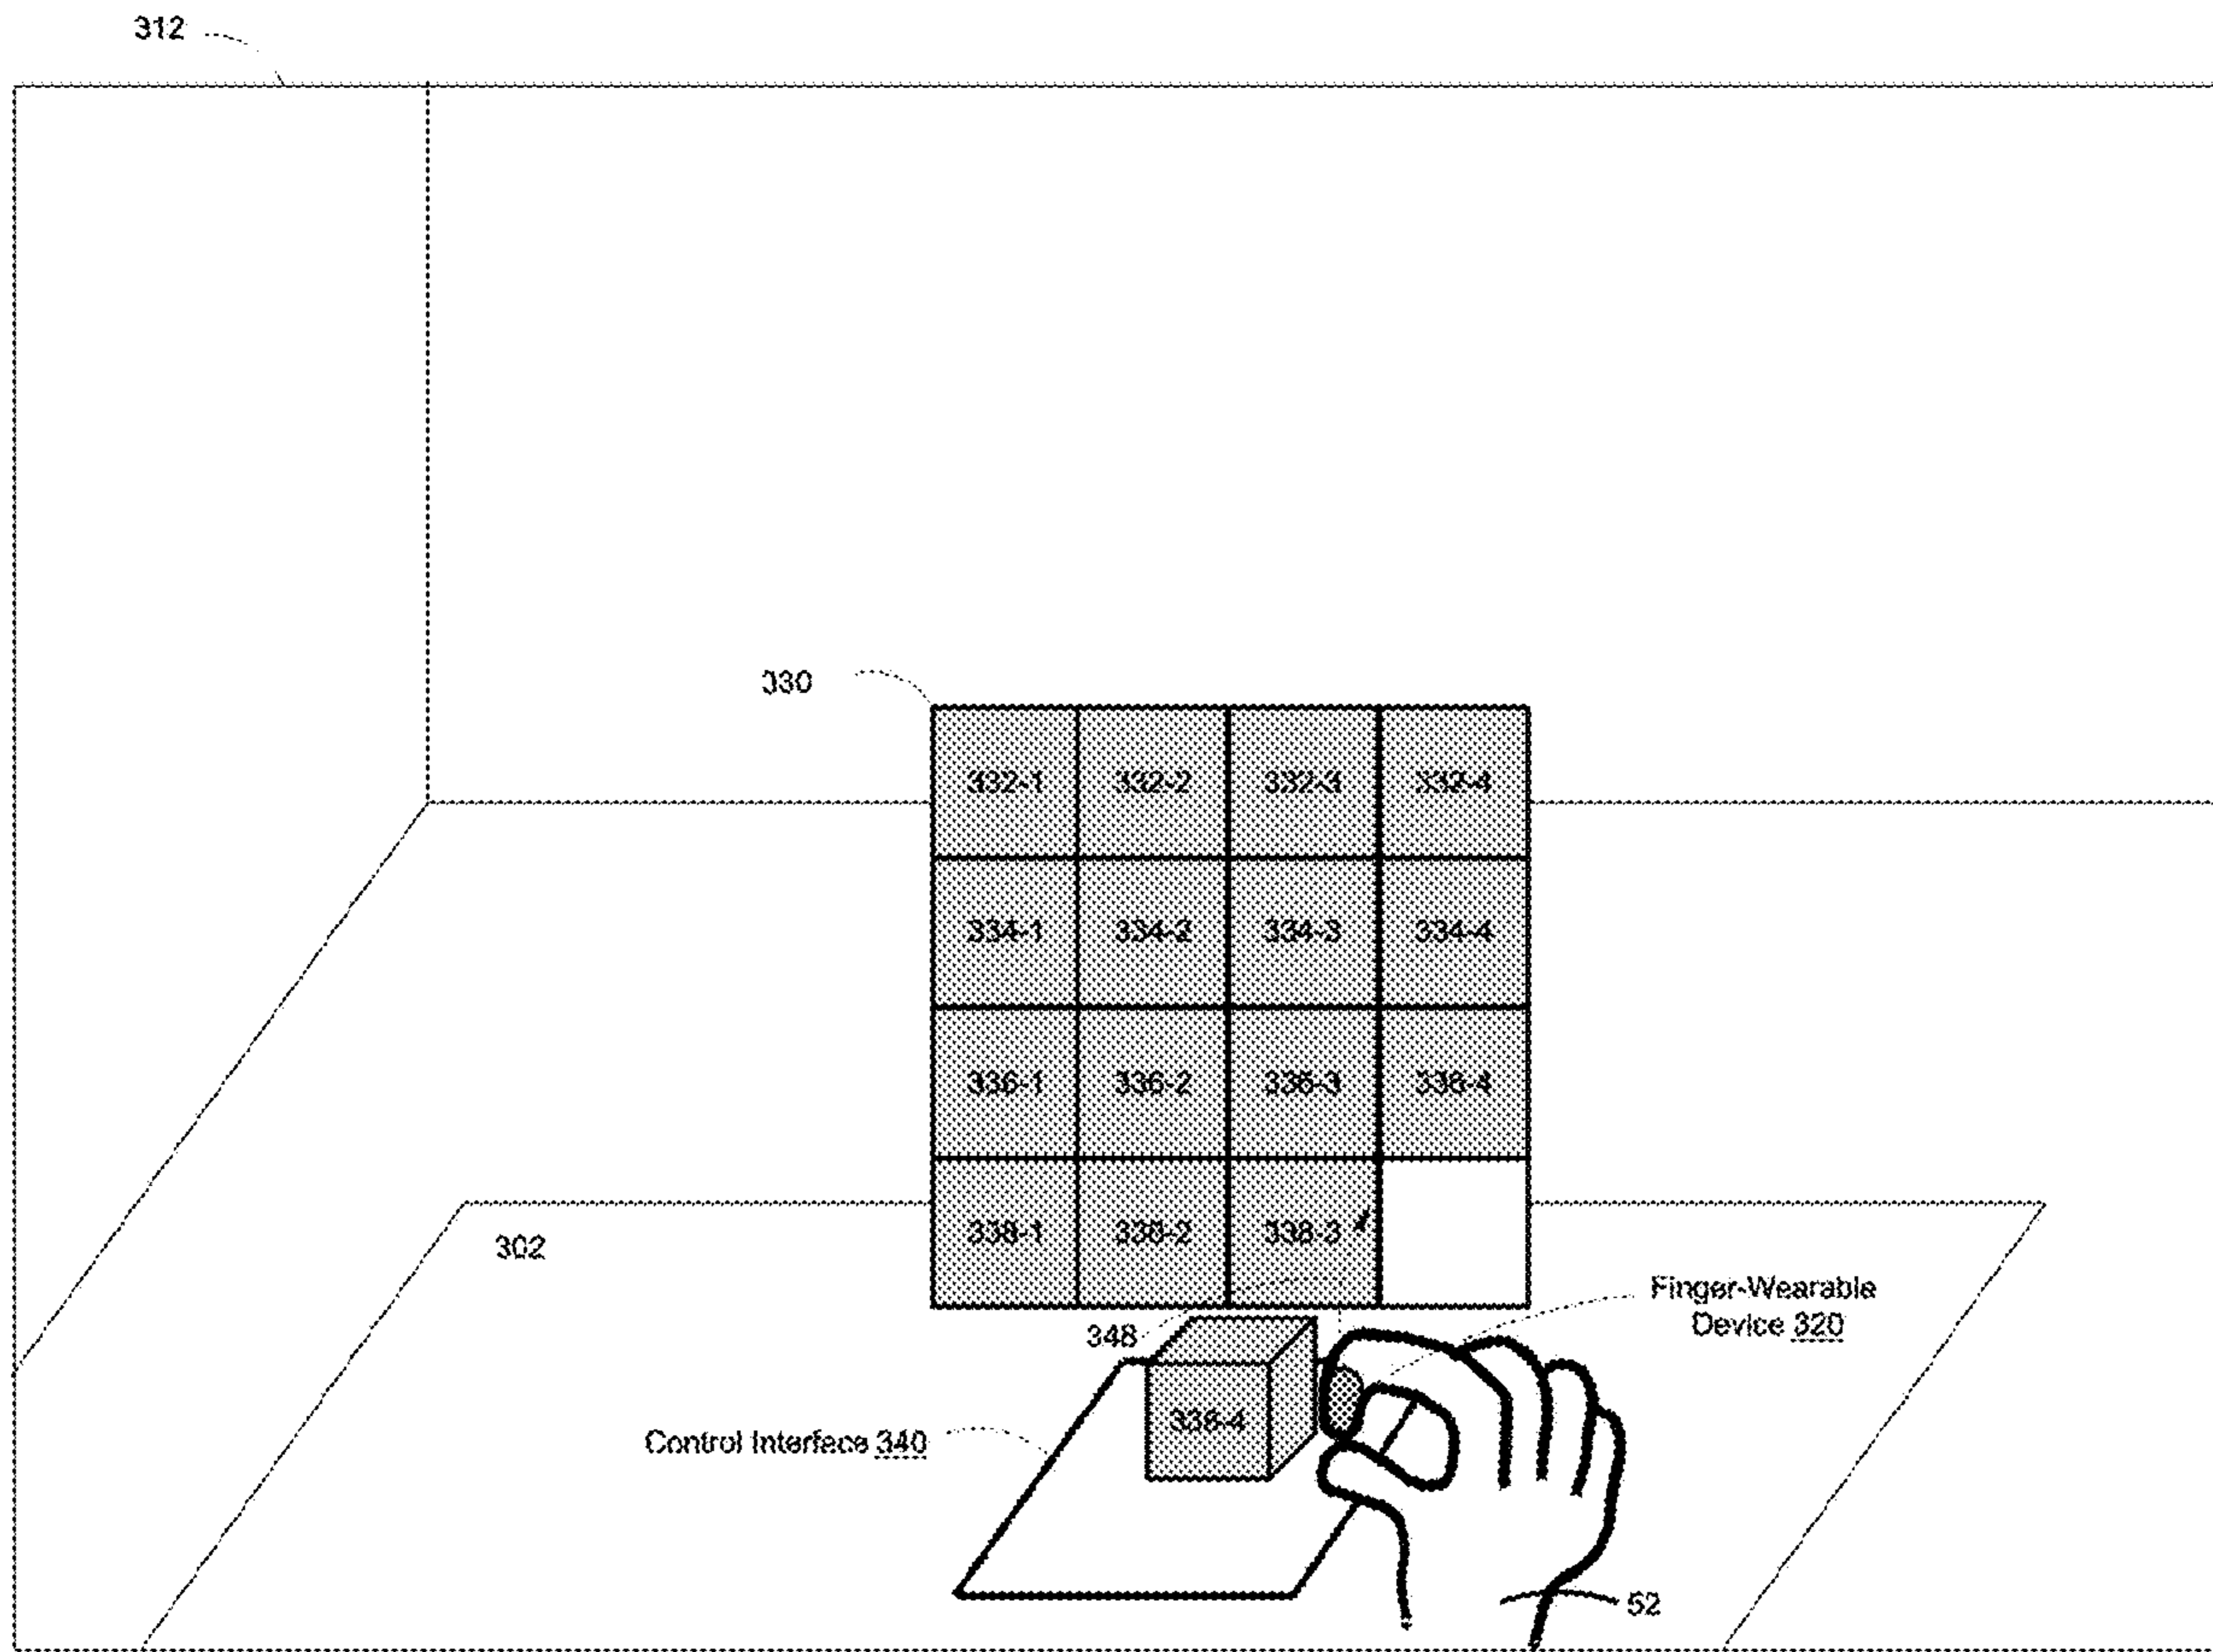 312
330
332-1 332-2 332-3 332-4
334-1 334-2 334-3 334-4
336-1 336-2 336-3 336-4
338-1 338-2 338-3
302
Finger-Wearable
Device 320
348
338-4
Control Interface 340
52